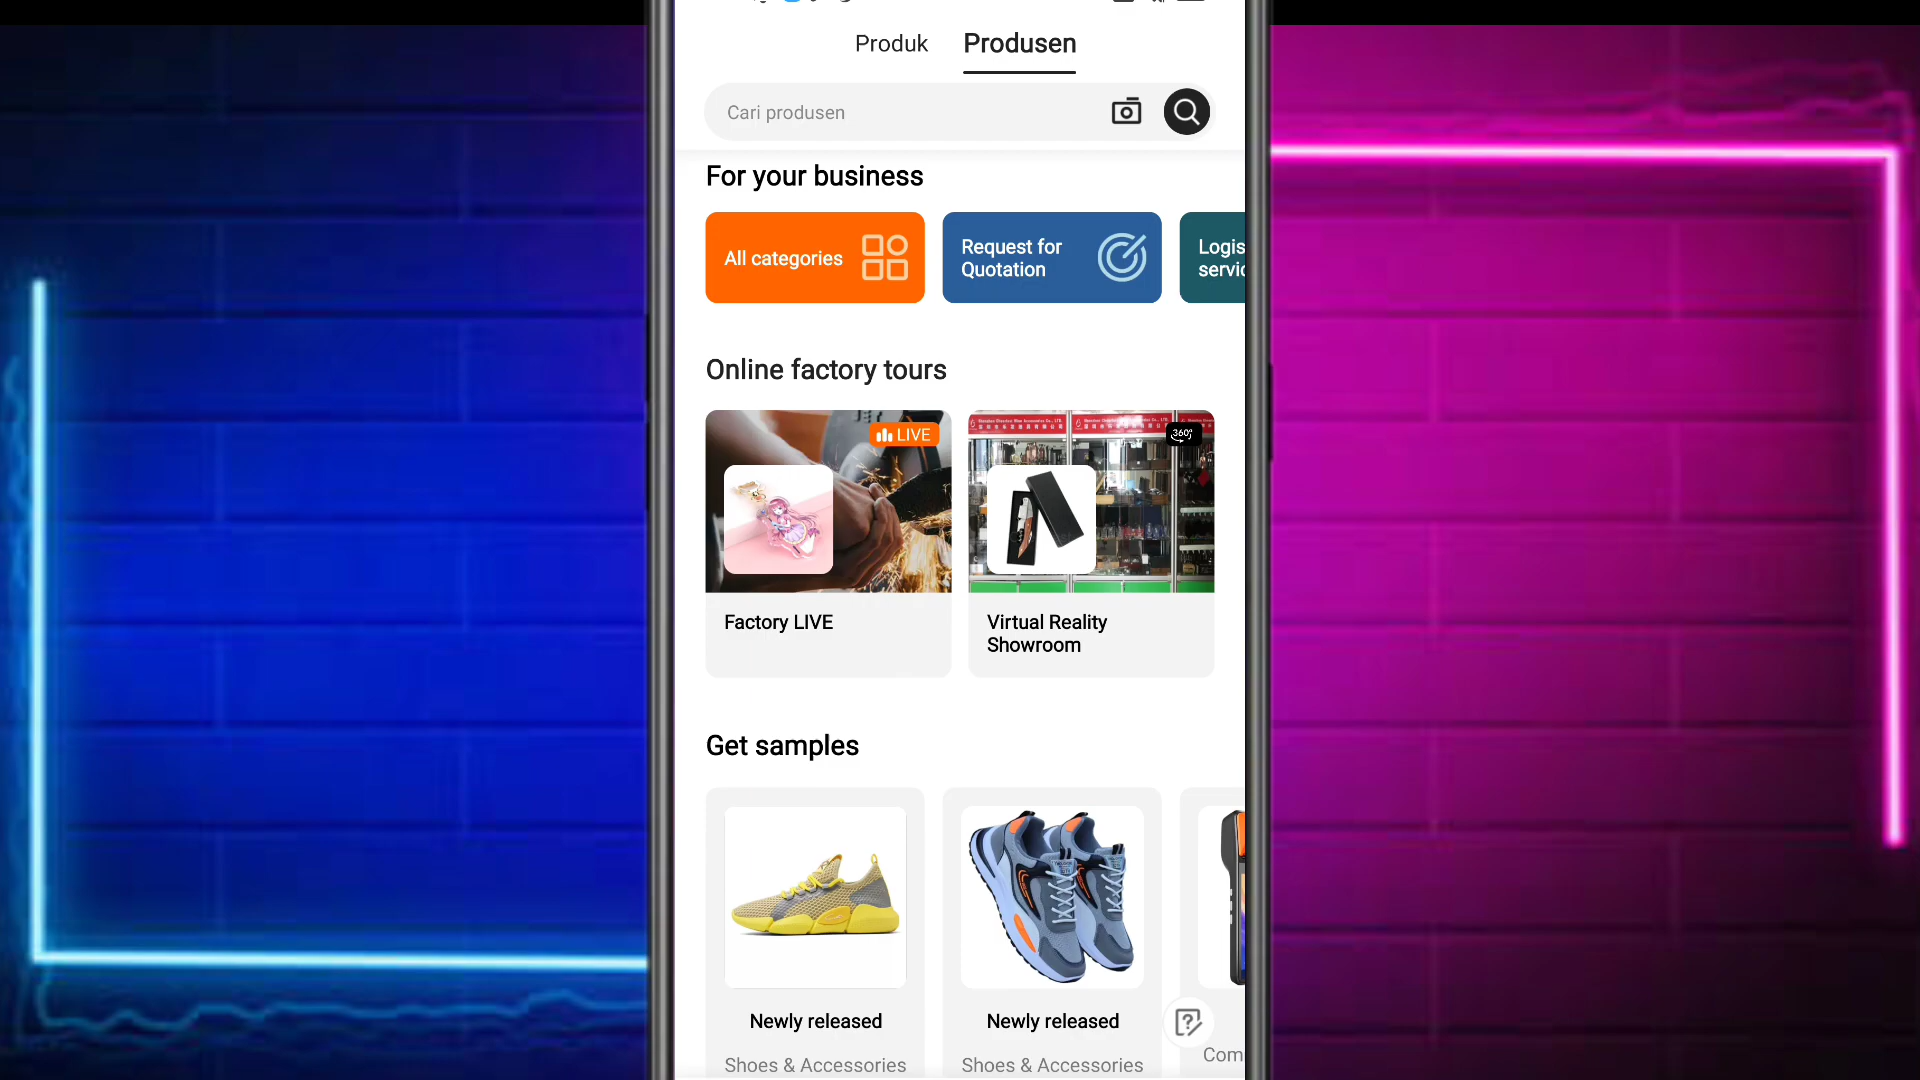 Produk Produsen
Cari produsen
For your business
All categories
Request for
Quotation
Logis
servic
Online factory tours
LIVE
360°
Factory LIVE
Virtual Reality
Showroom
Get samples
Newly released
Newly released
Shoes & Accessories
Shoes & Accessories
Com